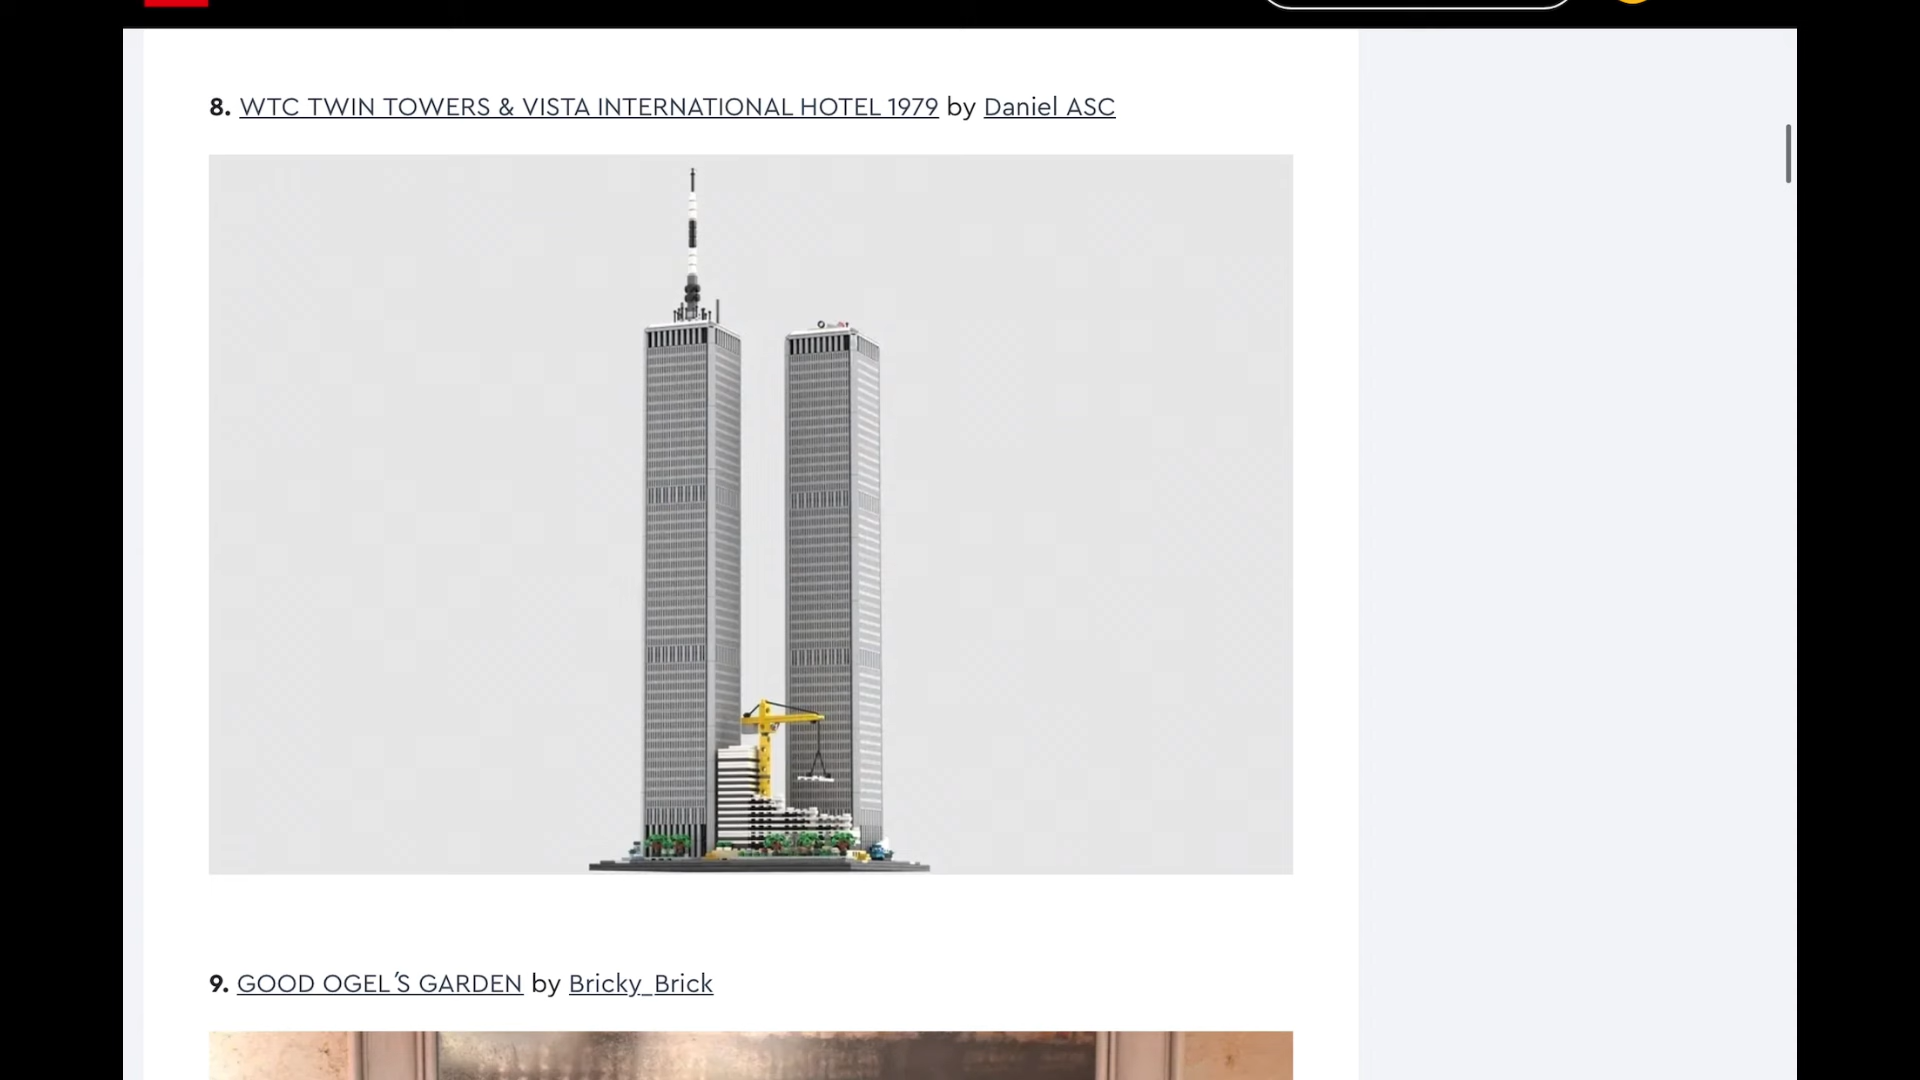 8. WTC TWIN TOWERS & VISTA INTERNATIONAL HOTEL 1979 by Daniel ASC
9. GOOD OGEL´S GARDEN by Bricky_Brick